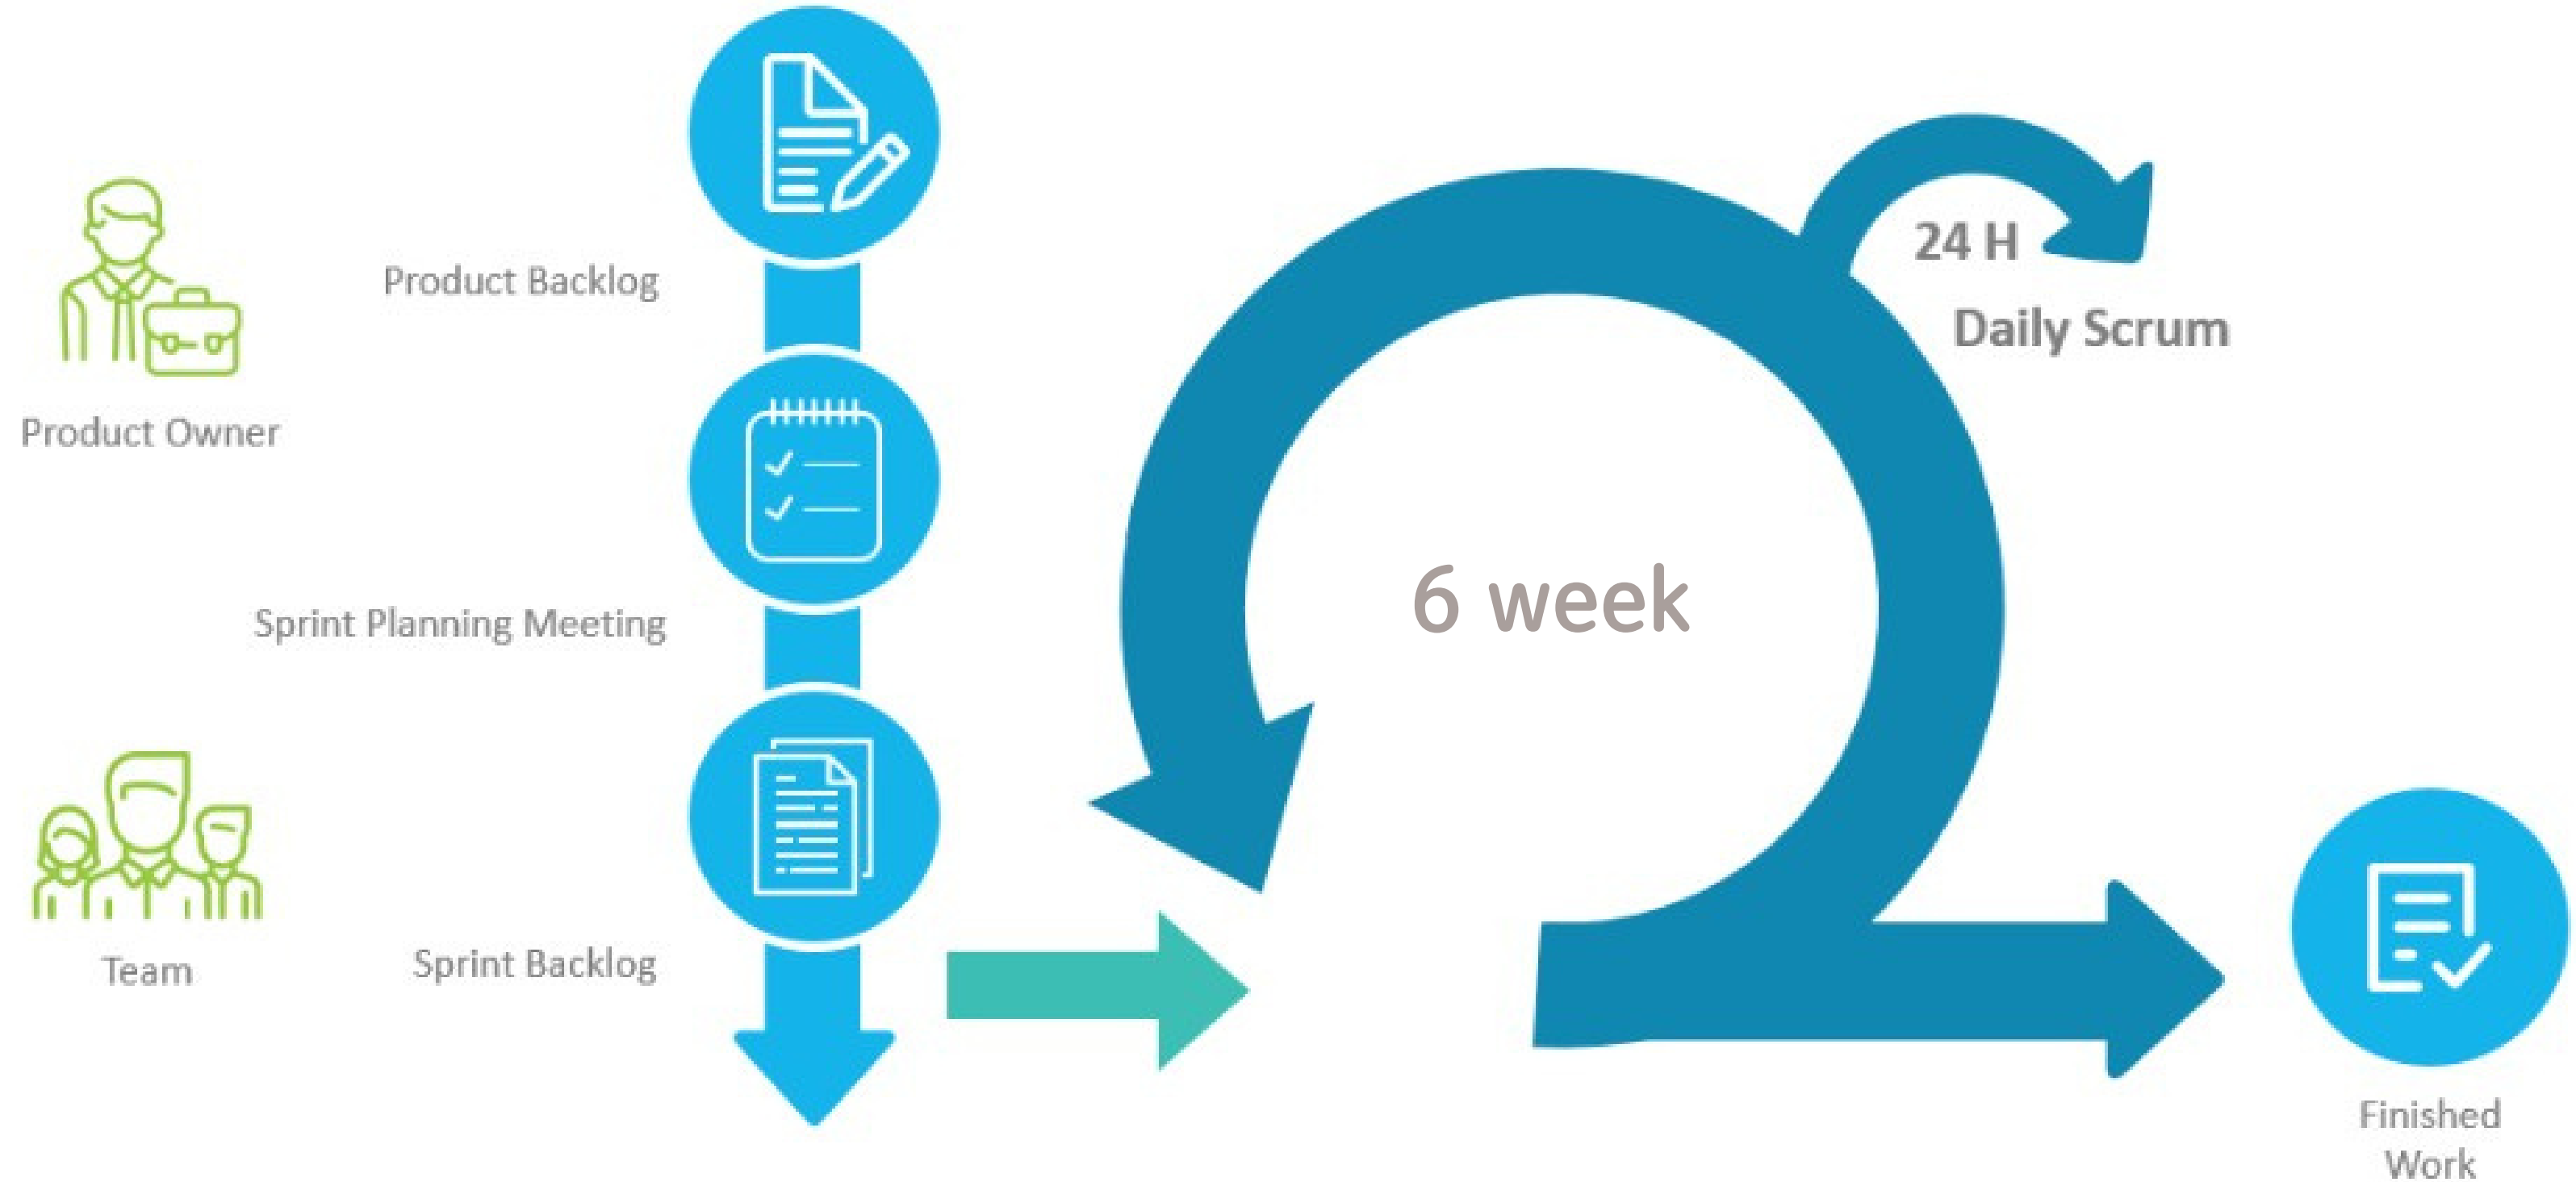 Product Backlog
Product Owner
Sprint Planning Meeting
Team
Sprint Backlog
24 H
Daily Scrum
6 week
Finished
Work